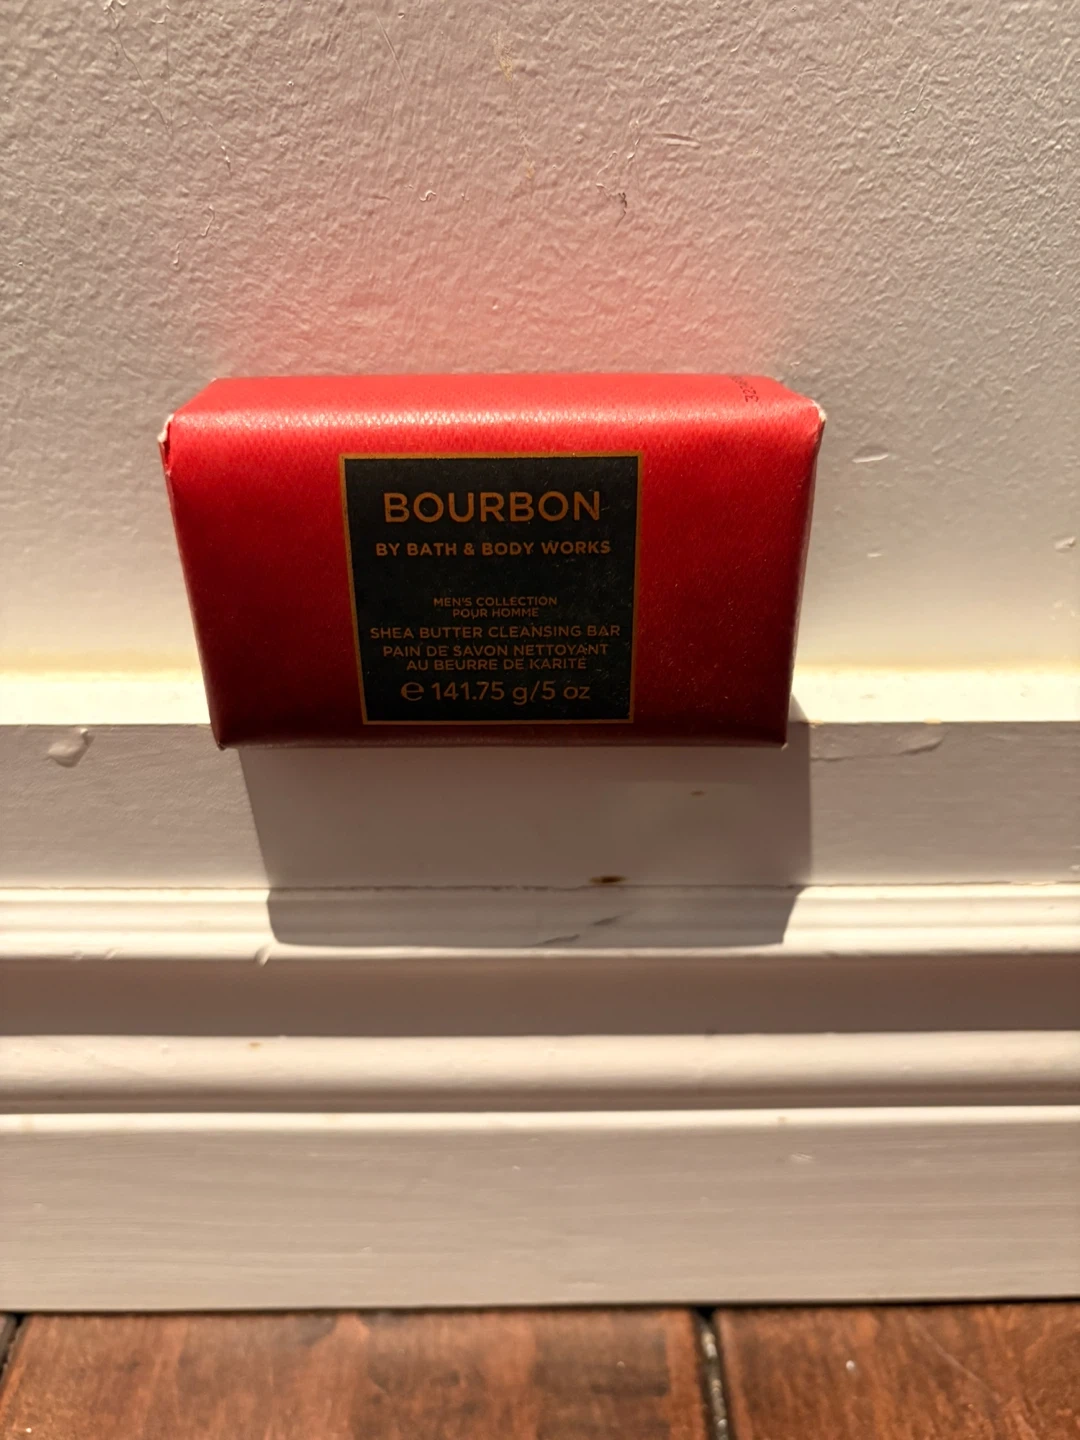 BOURBON
BY BATH & BODY WORKS
MEN'S COLLECTION
POUR HOMME
SHEA BUTTER CLEANSING BAR
PAIN DE SAVON NETTOYANT
AU BEURRE DE KARITÉ
℮ 141.75 g/5 oz